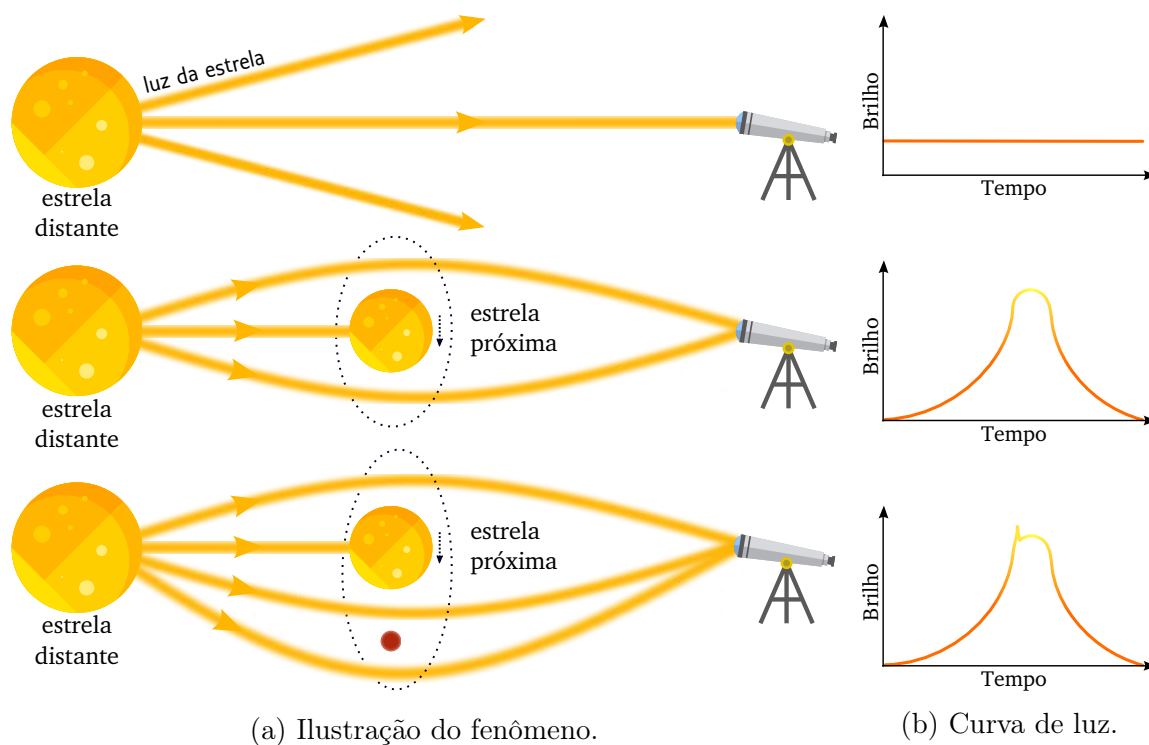 luz da estrela
estrela
distante
Brilho
Tempo
estrela
próxima
estrela
distante
Brilho
Tempo
estrela
próxima
estrela
distante
Brilho
Tempo
(a) Ilustração do fenômeno.
(b) Curva de luz.